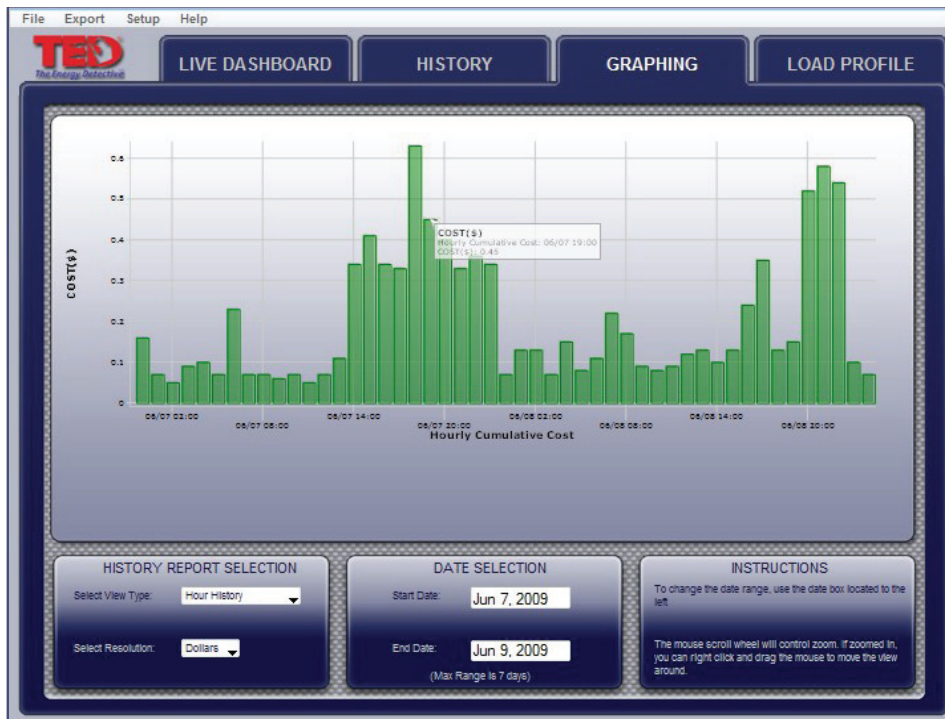 File Export Setup Help
TED
The Energy Detective
LIVE DASHBOARD
HISTORY
GRAPHING
LOAD PROFILE
COST($)
0.6
0.5
0.4
0.3
0.2
0.1
0
COST($)
Hourly Cumulative Cost: 06/07 19:00
COST($): 0.45
06/07 02:00
06/07 08:00
06/07 14:00
06/07 20:00
06/08 02:00
06/08 08:00
06/08 14:00
06/08 20:00
Hourly Cumulative Cost
HISTORY REPORT SELECTION
Select View Type: Hour History
Select Resolution: Dollars
DATE SELECTION
Start Date: Jun 7, 2009
End Date: Jun 9, 2009
(Max Range is 7 days)
INSTRUCTIONS
To change the date range, use the date box located to the
left
The mouse scroll wheel will control zoom. If zoomed in,
you can right click and drag the mouse to move the view
around.